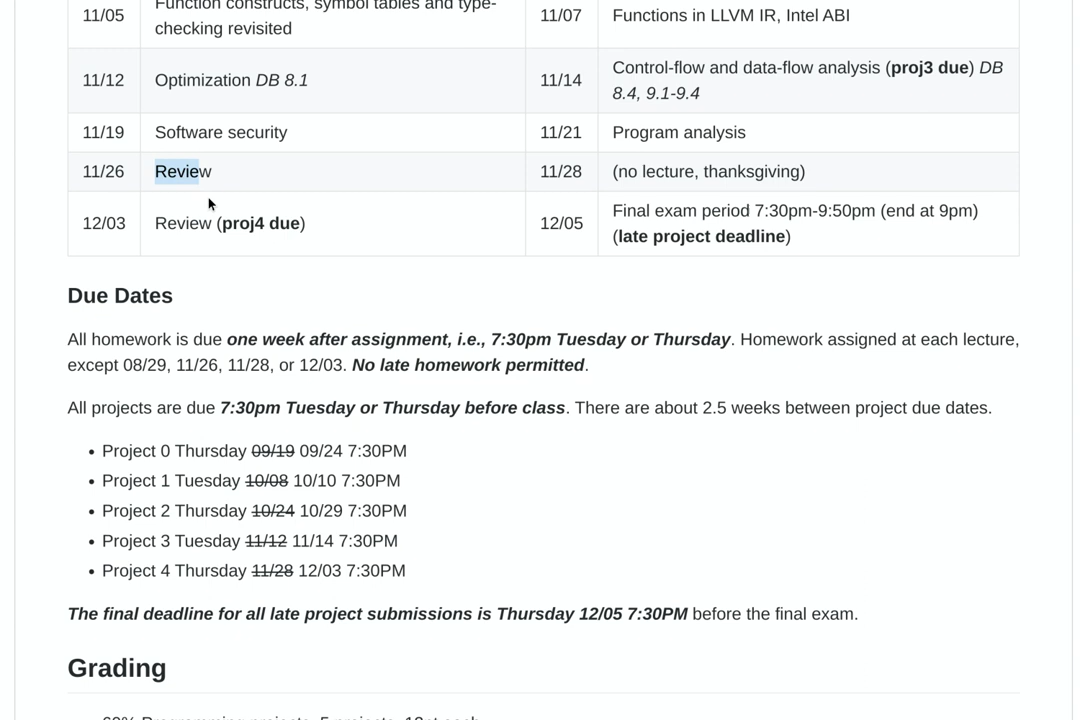 Function constructs, symbol tables and type-
11/05 checking revisited 11/07 Functions in LLVM IR, Intel ABI
11/12 Optimization DB 8.1 11/14 Control-flow and data-flow analysis (proj3 due) DB
8.4, 9.1-9.4
11/19 Software security 11/21 Program analysis
11/26 Review 11/28 (no lecture, thanksgiving)
12/03 Review (proj4 due) 12/05 Final exam period 7:30pm-9:50pm (end at 9pm)
(late project deadline)
Due Dates
All homework is due one week after assignment, i.e., 7:30pm Tuesday or Thursday. Homework assigned at each lecture,
except 08/29, 11/26, 11/28, or 12/03. No late homework permitted.
All projects are due 7:30pm Tuesday or Thursday before class. There are about 2.5 weeks between project due dates.
• Project 0 Thursday 09/19 09/24 7:30PM
• Project 1 Tuesday 10/08 10/10 7:30PM
• Project 2 Thursday 10/24 10/29 7:30PM
• Project 3 Tuesday 11/12 11/14 7:30PM
• Project 4 Thursday 11/28 12/03 7:30PM
The final deadline for all late project submissions is Thursday 12/05 7:30PM before the final exam.
Grading